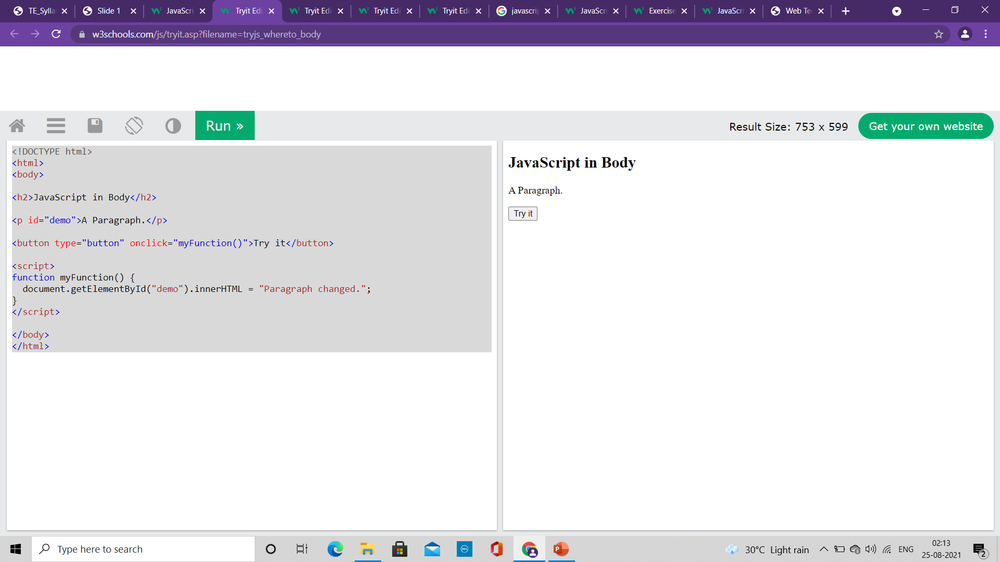 TE_Sylla
Slide 1
JavaScri
Tryit Edi
Tryit Edi
Tryit Edi
Tryit Edi
javascrip
JavaScri
Exercise
JavaScri
Web Te
w3schools.com/js/tryit.asp?filename=tryjs_whereto_body
Run »
Result Size: 753 x 599
Get your own website
<!DOCTYPE html>
<html>
<body>
<h2>JavaScript in Body</h2>
<p id="demo">A Paragraph.</p>
<button type="button" onclick="myFunction()">Try it</button>
<script>
function myFunction() {
  document.getElementById("demo").innerHTML = "Paragraph changed.";
}
</script>
</body>
</html>
JavaScript in Body
A Paragraph.
Try it
Type here to search
30°C Light rain
ENG
02:13
25-08-2021
2